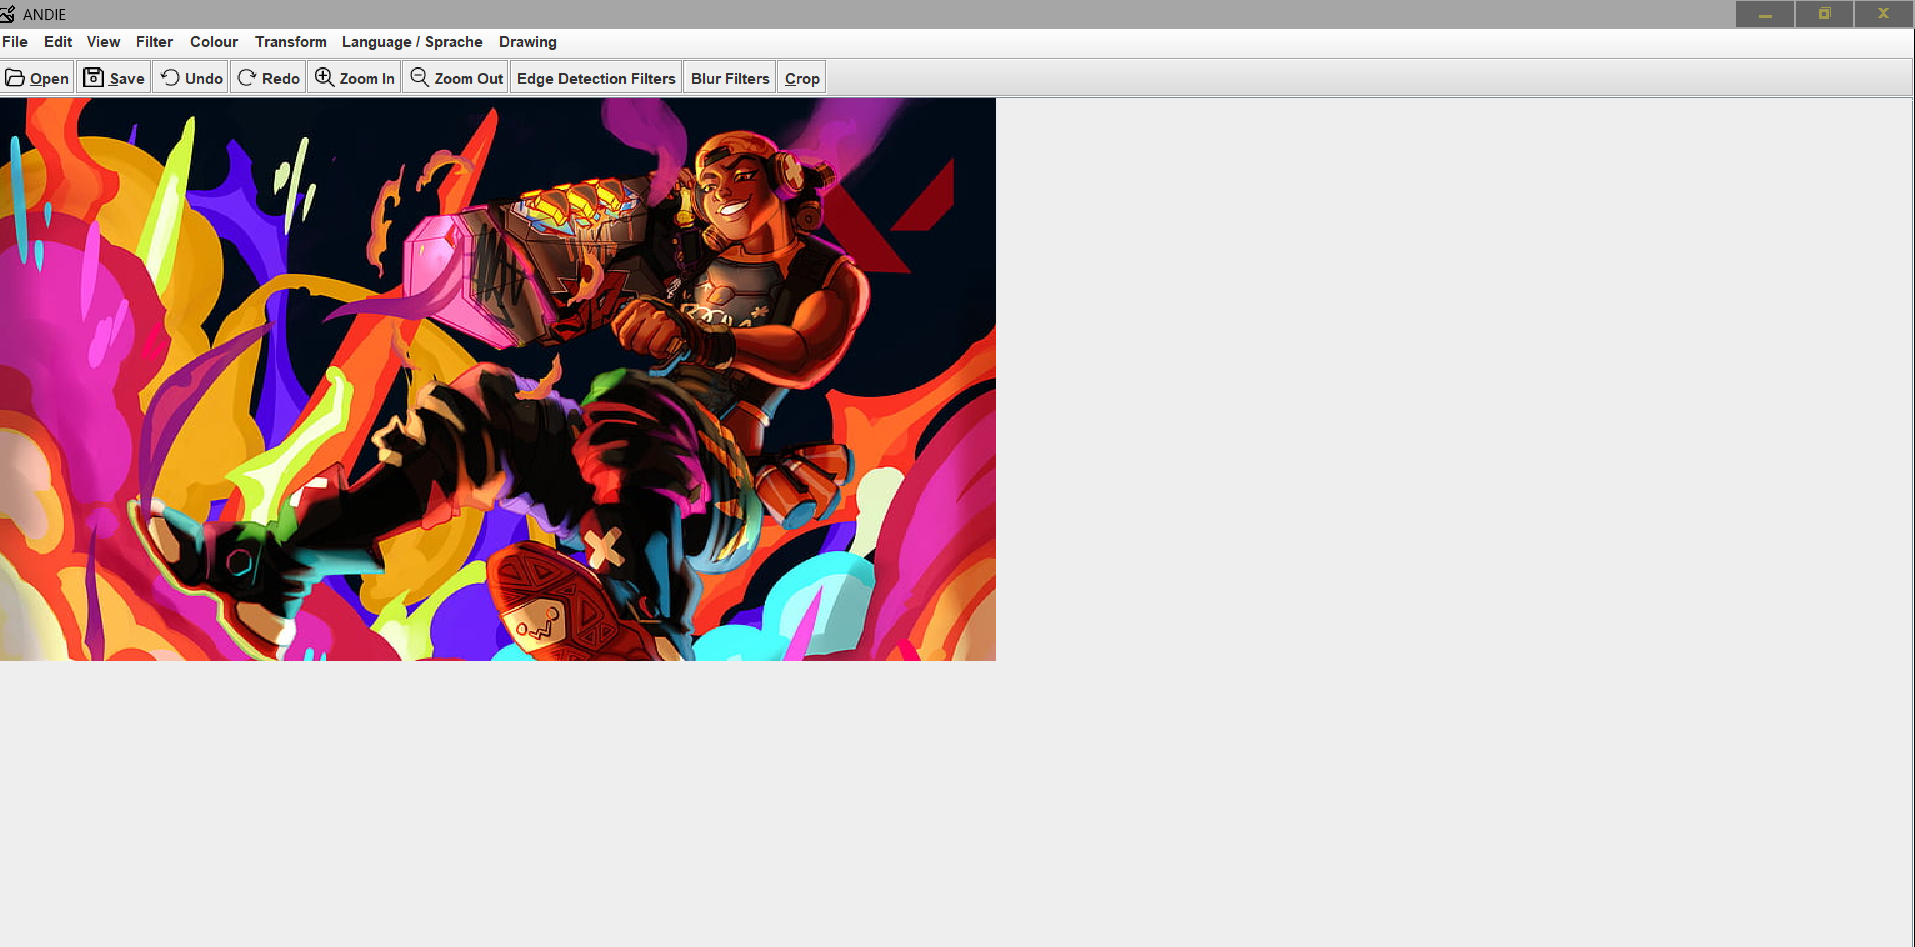 ANDIE
File Edit View Filter Colour Transform Language / Sprache Drawing
Open Save Undo Redo Zoom In Zoom Out Edge Detection Filters Blur Filters Crop